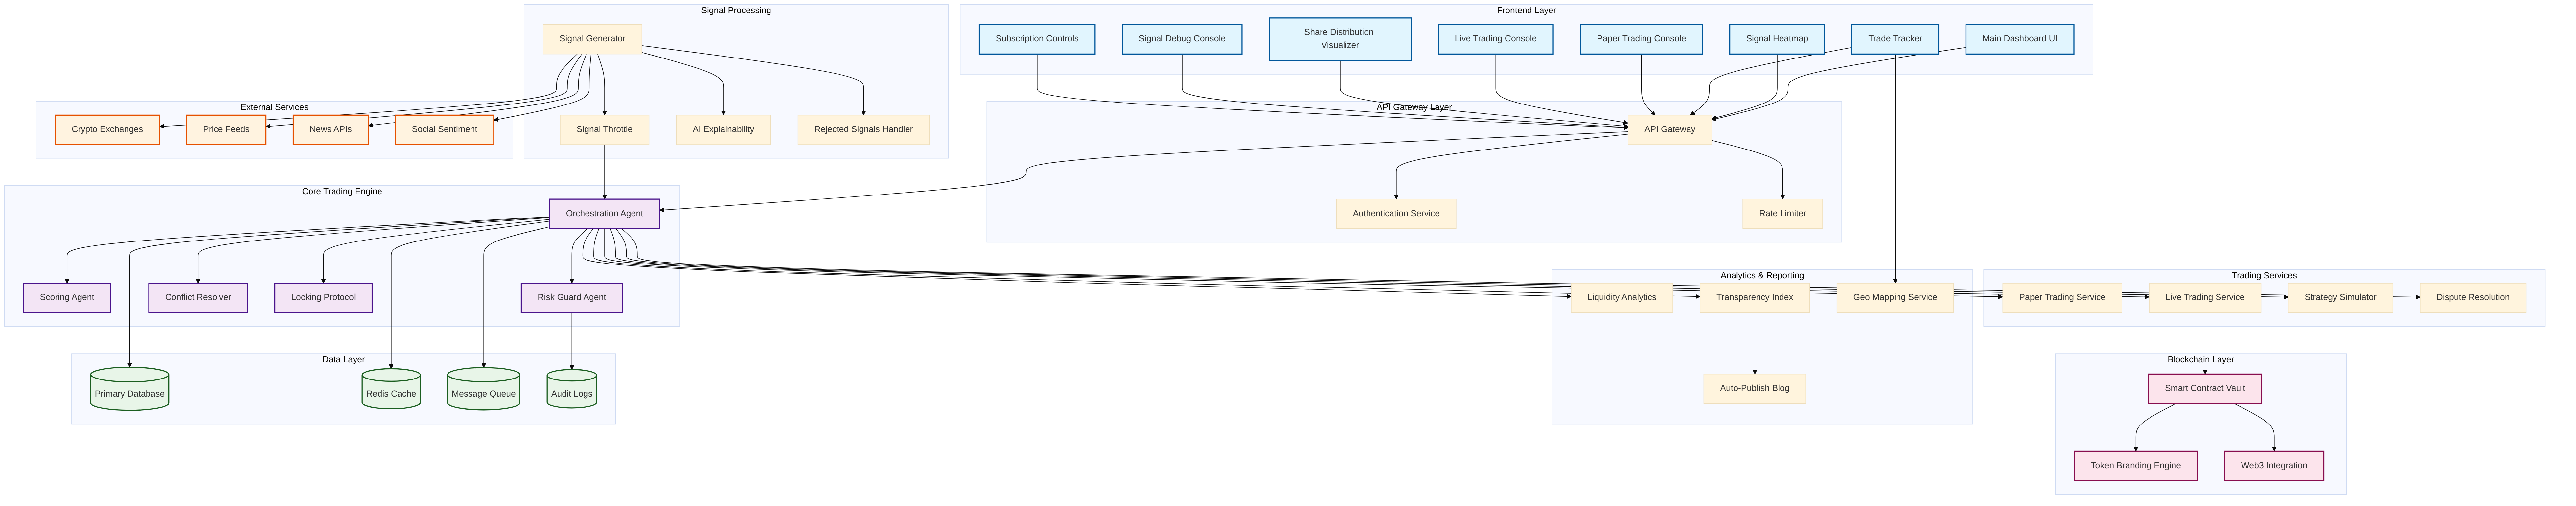 Signal Processing
Frontend Layer
Signal Generator
Subscription Controls
Signal Debug Console
Share Distribution
Visualizer
Live Trading Console
Paper Trading Console
Signal Heatmap
Trade Tracker
Main Dashboard UI
External Services
API Gateway Layer
Crypto Exchanges
Price Feeds
News APIs
Social Sentiment
Signal Throttle
AI Explainability
Rejected Signals Handler
API Gateway
Core Trading Engine
Orchestration Agent
Authentication Service
Rate Limiter
Analytics & Reporting
Trading Services
Scoring Agent
Conflict Resolver
Locking Protocol
Risk Guard Agent
Liquidity Analytics
Transparency Index
Geo Mapping Service
Paper Trading Service
Live Trading Service
Strategy Simulator
Dispute Resolution
Data Layer
Blockchain Layer
Primary Database
Redis Cache
Message Queue
Audit Logs
Auto-Publish Blog
Smart Contract Vault
Token Branding Engine
Web3 Integration